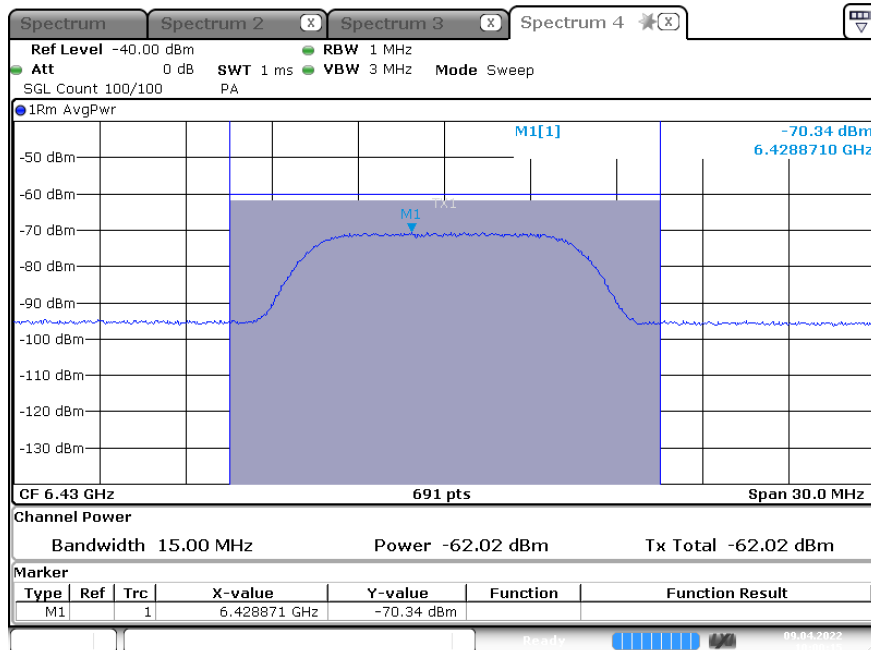 Spectrum Spectrum 2 X Spectrum 3 X Spectrum 4 X
Ref Level -40.00 dBm RBW 1 MHz
Att 0 dB SWT 1 ms VBW 3 MHz Mode Sweep
SGL Count 100/100 PA
1Rm AvgPwr
M1[1] -70.34 dBm
6.4288710 GHz
-50 dBm
-60 dBm
TX1
M1
-70 dBm
-80 dBm
-90 dBm
-100 dBm
-110 dBm
-120 dBm
-130 dBm
CF 6.43 GHz 691 pts Span 30.0 MHz
Channel Power
Bandwidth 15.00 MHz Power -62.02 dBm Tx Total -62.02 dBm
Marker
Type Ref Trc X-value Y-value Function Function Result
M1 1 6.428871 GHz -70.34 dBm
Ready 09.04.2022